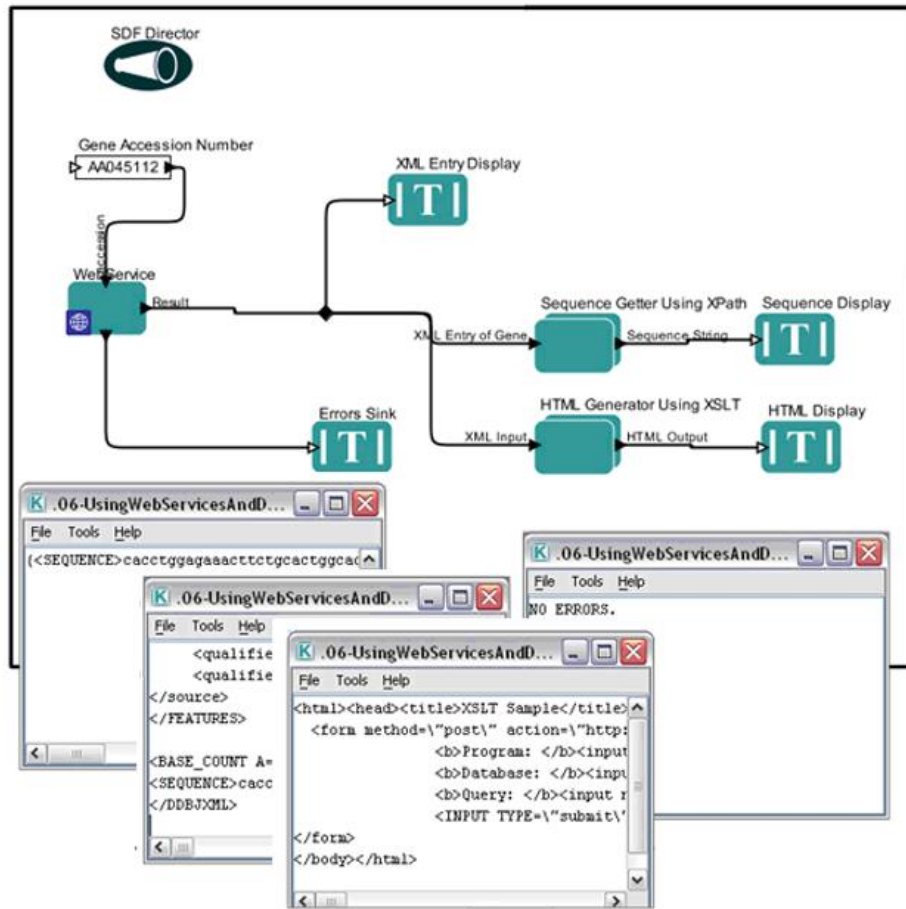 SDF Director
Gene Accession Number
AA045112
XML Entry Display
T
WebService
Result
XML Entry of Gene
Sequence Getter Using XPath
Sequence String
Sequence Display
T
Errors Sink
T
XML Input
HTML Generator Using XSLT
HTML Output
HTML Display
T
K .06-UsingWebServicesAndD...
File Tools Help
(<SEQUENCE>cacctggagaaacttctgcactggcac
K .06-UsingWebServicesAndD...
File Tools Help
NO ERRORS.
K .06-UsingWebServicesAndD...
File Tools Help
<qualifie
<qualifie
</source>
</FEATURES>
<BASE_COUNT A=
<SEQUENCE>cacc
</DDBJXML>
K .06-UsingWebServicesAndD...
File Tools Help
<html><head><title>XSLT Sample</title>
<form method=\"post\" action=\"http:
<b>Program: </b><input
<b>Database: </b><inpu
<b>Query: </b><input
<INPUT TYPE=\"submit\"
</form>
</body></html>